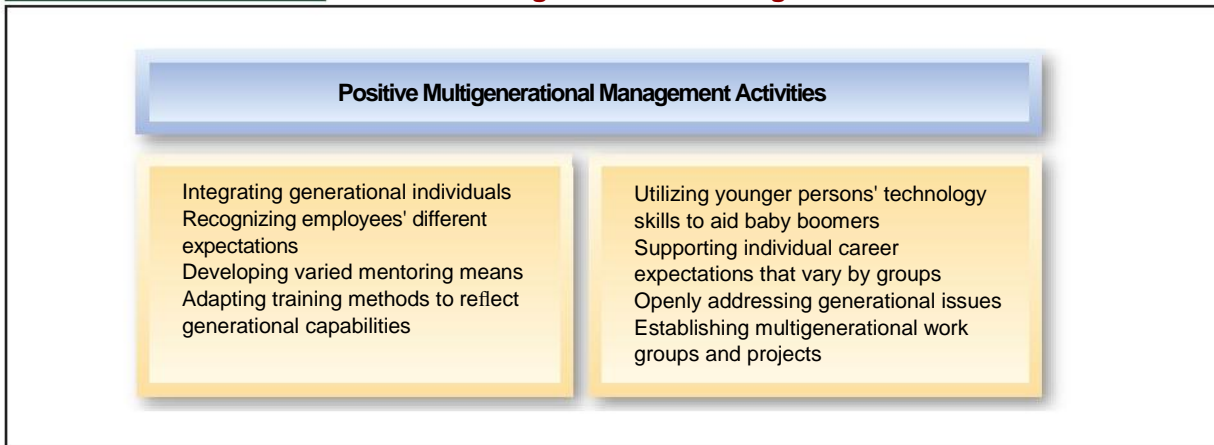 Positive Multigenerational Management Activities
Integrating generational individuals
Recognizing employees' different
expectations
Developing varied mentoring means
Adapting training methods to reflect
generational capabilities
Utilizing younger persons' technology
skills to aid baby boomers
Supporting individual career
expectations that vary by groups
Openly addressing generational issues
Establishing multigenerational work
groups and projects